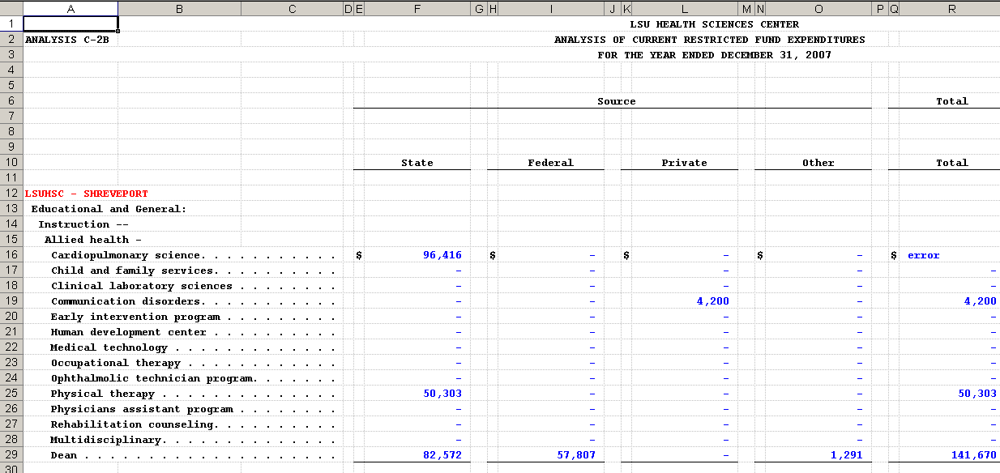 A B C D E F G H I J K L M N O P Q R
1 LSU HEALTH SCIENCES CENTER
2 ANALYSIS C-2B ANALYSIS OF CURRENT RESTRICTED FUND EXPENDITURES
3 FOR THE YEAR ENDED DECEMBER 31, 2007
4
5
6 Source Total
7
8
9
10 State Federal Private Other Total
11
12 LSUHSC - SHREVEPORT
13 Educational and General:
14 Instruction --
15 Allied health -
16 Cardiopulmonary science. . . . . . . . . . . $ 96,416 $ - $ - $ - $ error
17 Child and family services. . . . . . . . . . - - - - -
18 Clinical laboratory sciences . . . . . . . . - - - - -
19 Communication disorders. . . . . . . . . . . - - 4,200 - 4,200
20 Early intervention program . . . . . . . . . - - - - -
21 Human development center . . . . . . . . . . - - - - -
22 Medical technology . . . . . . . . . . . . . - - - - -
23 Occupational therapy . . . . . . . . . . . . - - - - -
24 Ophthalmolic technician program. . . . . . . - - - - -
25 Physical therapy . . . . . . . . . . . . . . 50,303 - - - 50,303
26 Physicians assistant program . . . . . . . . - - - - -
27 Rehabilitation counseling. . . . . . . . . . - - - - -
28 Multidisciplinary. . . . . . . . . . . . . . - - - - -
29 Dean . . . . . . . . . . . . . . . . . . . . 82,572 57,807 - 1,291 141,670
30